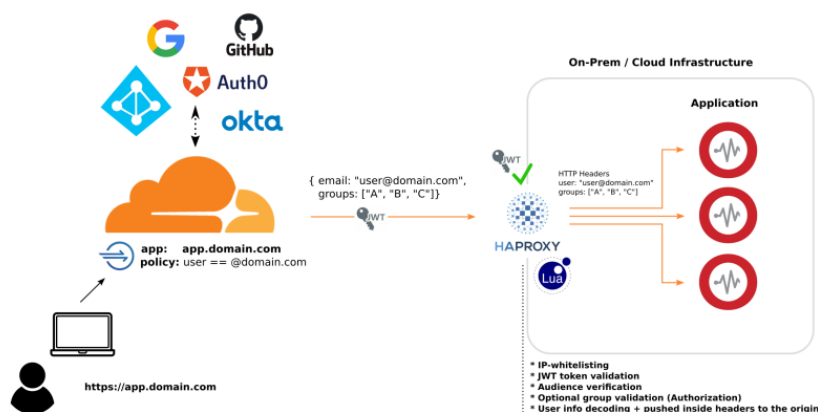 GitHub
Auth0
okta
On-Prem / Cloud Infrastructure
Application
JWT
HTTP Headers
user: "user@domain.com"
groups: ["A", "B", "C"]
{ email: "user@domain.com",
groups: ["A", "B", "C"]}
JWT
HAPROXY
Lua
app: app.domain.com
policy: user == @domain.com
https://app.domain.com
* IP-whitelisting
* JWT token validation
* Audience verification
* Optional group validation (Authorization)
* User info decoding + pushed inside headers to the origin